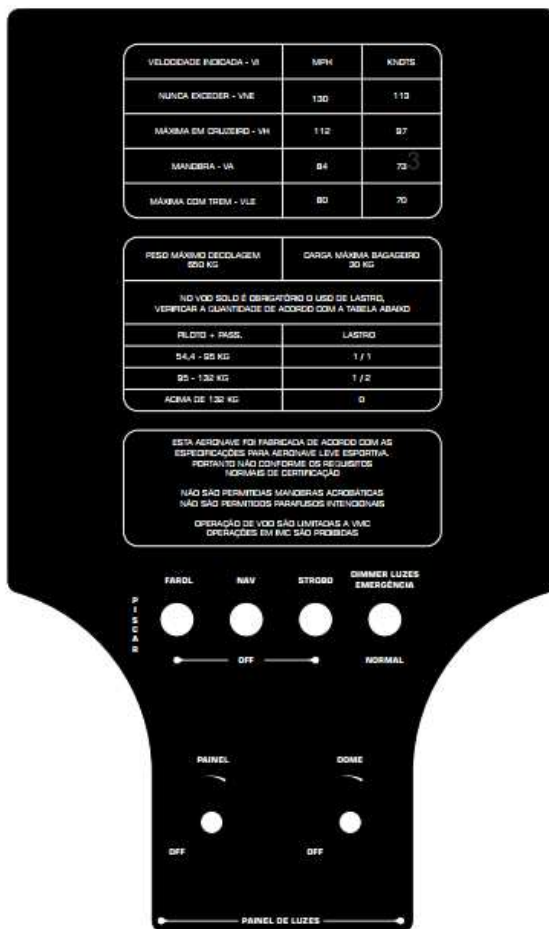 VELOCIDADE INDICADA - VI MPH KNOTS
NUNCA EXCEDER - VNE 130 113
MÁXIMA EM CRUZEIRO - VH 112 97
MANOBRA - VA 84 73 3
MÁXIMA COM TREM - VLE 80 70
PESO MÁXIMO DECOLAGEM CARGA MÁXIMA BAGAGEIRO
650 KG 30 KG
NO VOO SOLO É OBRIGATÓRIO O USO DE LASTRO,
VERIFICAR A QUANTIDADE DE ACORDO COM A TABELA ABAIXO
PILOTO + PASS. LASTRO
54,4 - 95 KG 1 / 1
95 - 132 KG 1 / 2
ACIMA DE 132 KG 0
ESTA AERONAVE FOI FABRICADA DE ACORDO COM AS
ESPECIFICAÇÕES PARA AERONAVE LEVE ESPORTIVA.
PORTANTO NÃO CONFORME OS REQUISITOS
NORMAIS DE CERTIFICAÇÃO
NÃO SÃO PERMITIDAS MANOBRAS ACROBÁTICAS
NÃO SÃO PERMITIDOS PARAFUSOS INTENCIONAIS
OPERAÇÃO DE VOO SÃO LIMITADAS A VMC
OPERAÇÕES EM IMC SÃO PROIBIDAS
FAROL NAV STROBO DIMMER LUZES
EMERGÊNCIA
PISCAR
OFF NORMAL
PAINEL DOME
OFF OFF
PAINEL DE LUZES